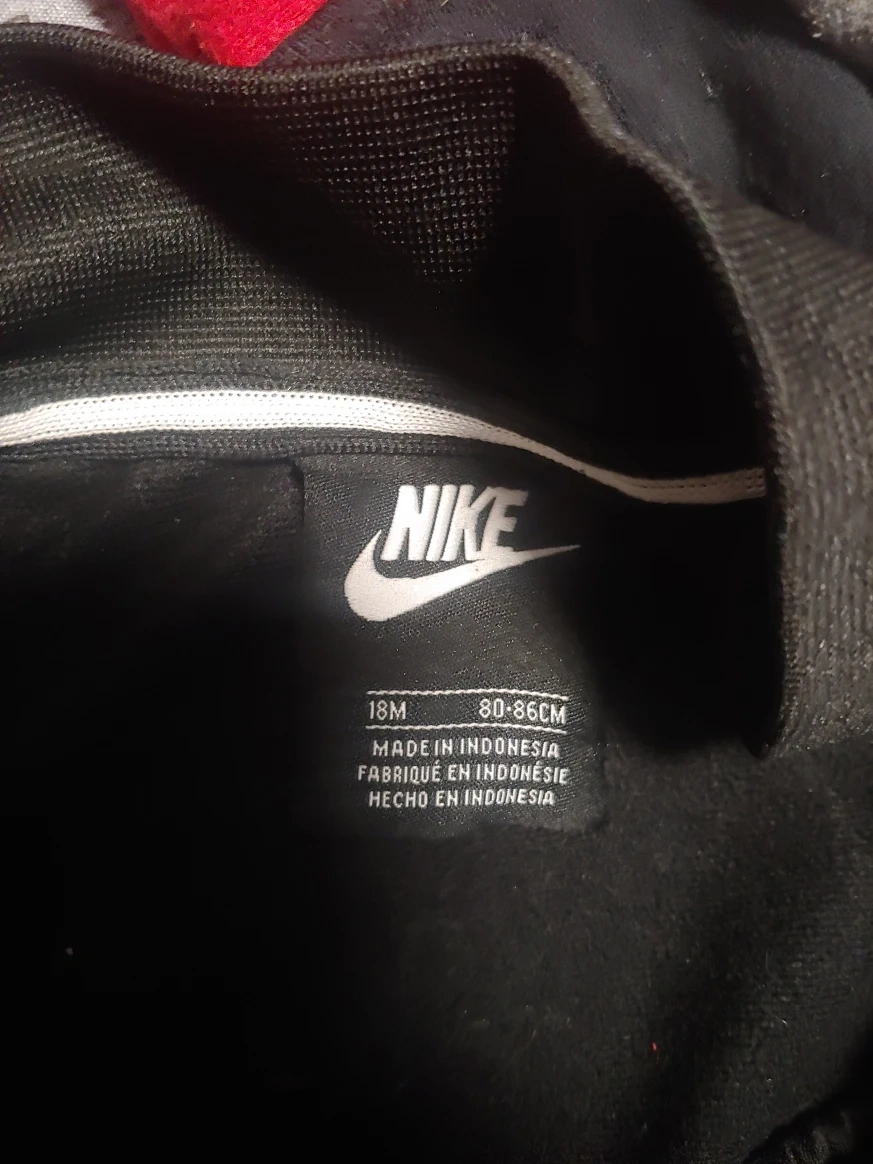 NIKE
18M 80-86CM
MADE IN INDONESIA
FABRIQUÉ EN INDONÉSIE
HECHO EN INDONESIA